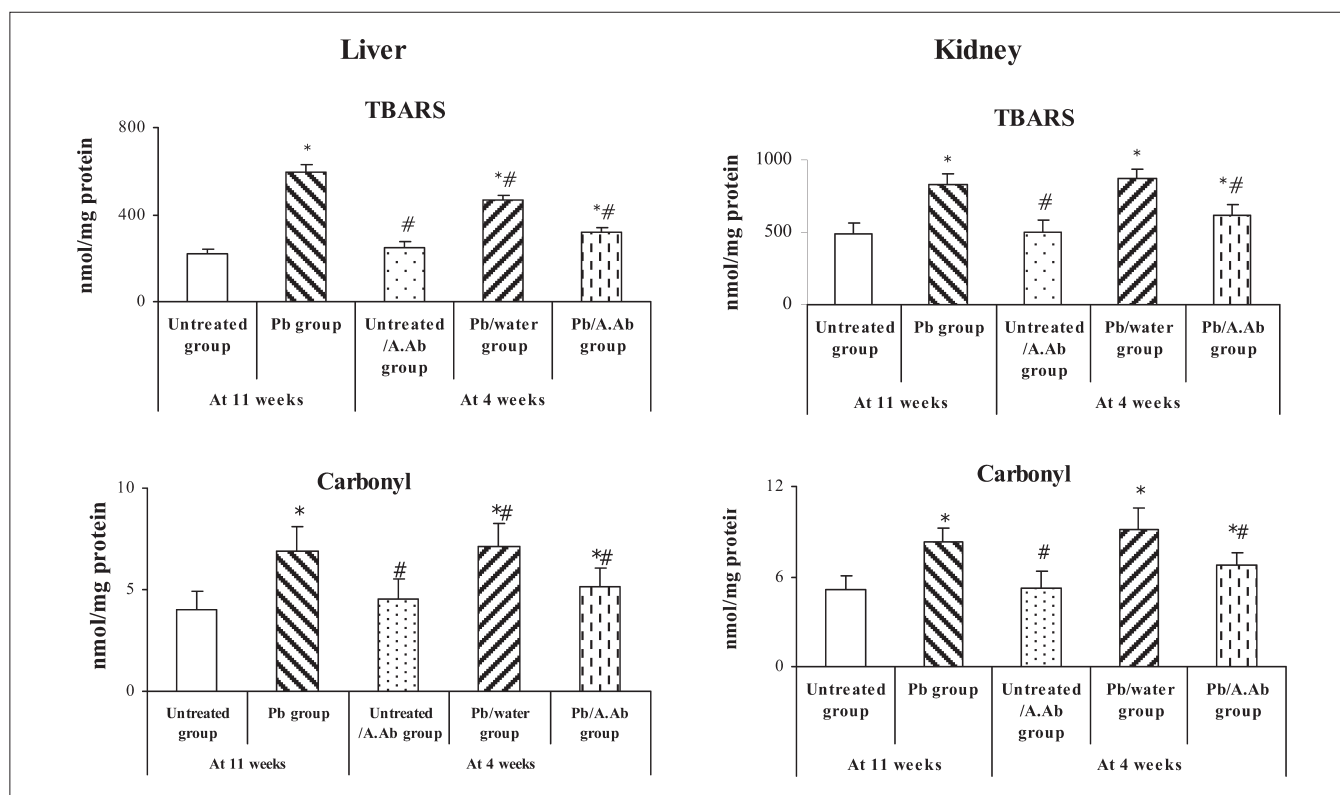 Liver
TBARS
nmol/mg protein
800
400
0
*
#
*#
*#
Untreated group
Pb group
Untreated /A.Ab group
Pb/water group
Pb/A.Ab group
At 11 weeks
At 4 weeks
Kidney
TBARS
nmol/mg protein
1000
500
0
*
#
*
*#
Untreated group
Pb group
Untreated /A.Ab group
Pb/water group
Pb/A.Ab group
At 11 weeks
At 4 weeks
Carbonyl
nmol/mg protein
10
5
0
*
#
*#
*#
Untreated group
Pb group
Untreated /A.Ab group
Pb/water group
Pb/A.Ab group
At 11 weeks
At 4 weeks
Carbonyl
nmol/mg protein
12
6
0
*
#
*
*#
Untreated group
Pb group
Untreated /A.Ab group
Pb/water group
Pb/A.Ab group
At 11 weeks
At 4 weeks